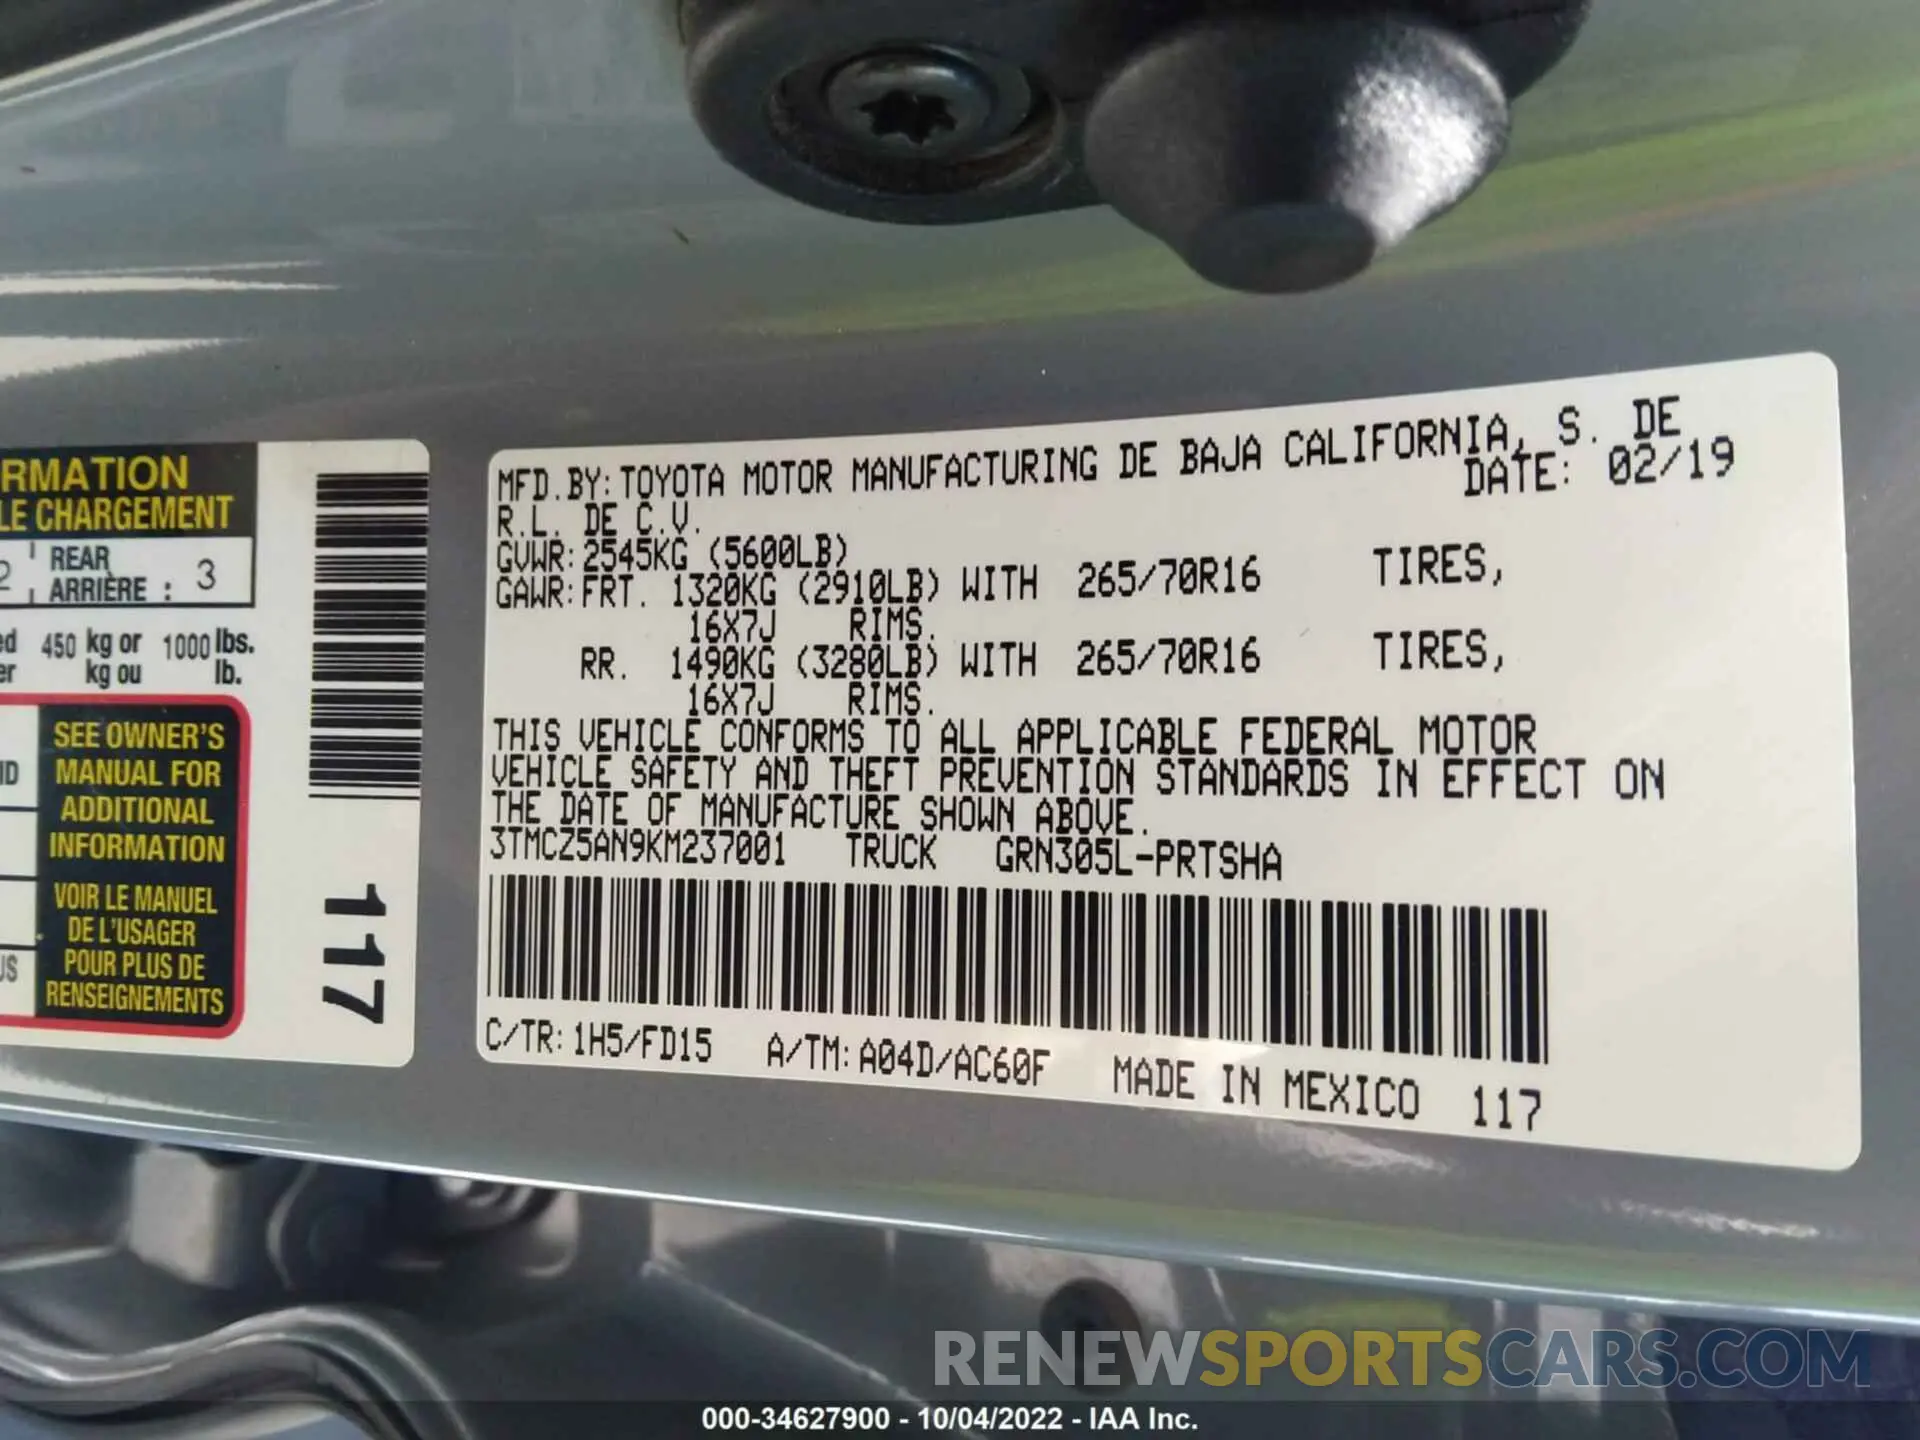 RMATION
LE CHARGEMENT
2 REAR ARRIÈRE : 3
ed 450 kg or 1000 lbs.
er kg ou lb.
SEE OWNER'S
MANUAL FOR
ADDITIONAL
INFORMATION
VOIR LE MANUEL
DE L'USAGER
POUR PLUS DE
RENSEIGNEMENTS
ID
US
117
MFD.BY:TOYOTA MOTOR MANUFACTURING DE BAJA CALIFORNIA, S. DE
R.L. DE C.V. DATE: 02/19
GVWR:2545KG (5600LB)
GAWR:FRT. 1320KG (2910LB) WITH 265/70R16 TIRES,
16X7J RIMS.
RR. 1490KG (3280LB) WITH 265/70R16 TIRES,
16X7J RIMS.
THIS VEHICLE CONFORMS TO ALL APPLICABLE FEDERAL MOTOR
VEHICLE SAFETY AND THEFT PREVENTION STANDARDS IN EFFECT ON
THE DATE OF MANUFACTURE SHOWN ABOVE.
3TMCZ5AN9KM237001 TRUCK GRN305L-PRTSHA
C/TR:1H5/FD15 A/TM:A04D/AC60F MADE IN MEXICO 117
RENEWSPORTSCARS.COM
000-34627900 - 10/04/2022 - IAA Inc.